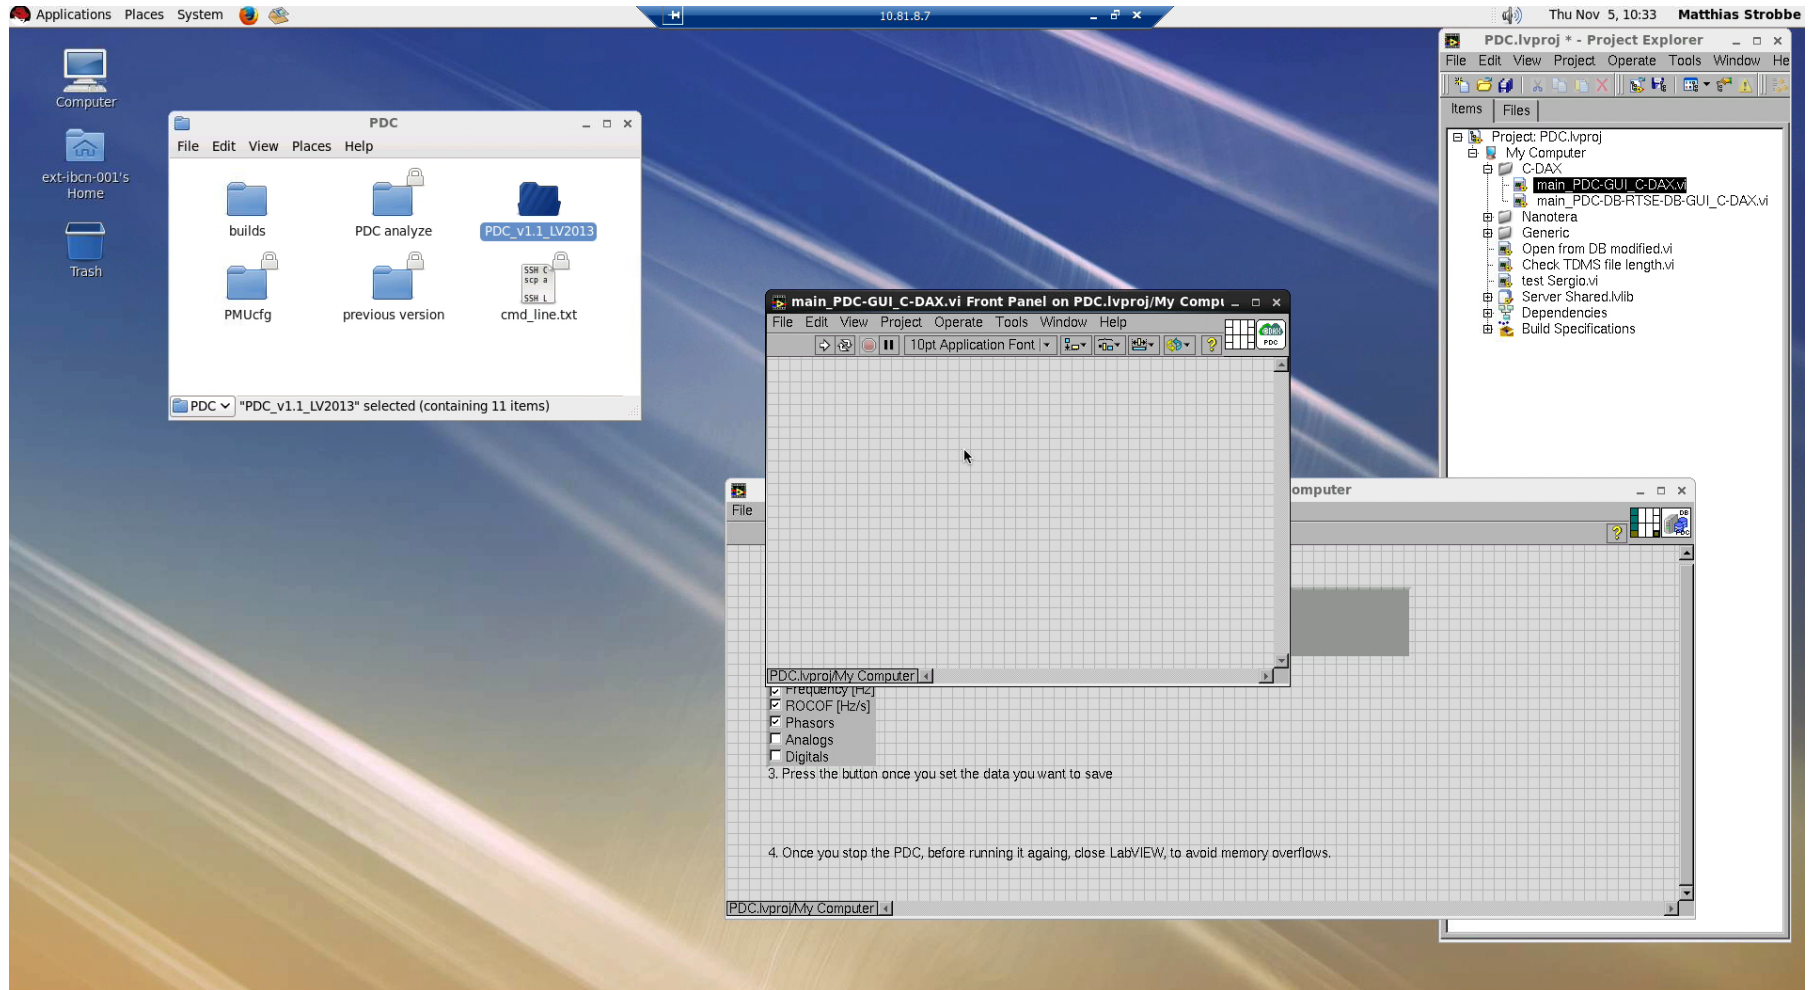 Applications Places System
10.81.8.7
Thu Nov 5, 10:33 Matthias Strobbe
Computer
ext-ibcn-001's
Home
Trash
PDC
File Edit View Places Help
builds
PDC analyze
PDC_v1.1_LV2013
PMUcfg
previous version
SSH C
scp a
SSH L
cmd_line.txt
PDC "PDC_v1.1_LV2013" selected (containing 11 items)
PDC.lvproj * - Project Explorer
File Edit View Project Operate Tools Window He
Items Files
Project: PDC.lvproj
My Computer
C-DAX
main_PDC-GUI_C-DAX.vi
main_PDC-DB-RTSE-DB-GUI_C-DAX.vi
Nanotera
Generic
Open from DB modified.vi
Check TDMS file length.vi
test Sergio.vi
Server Shared.lvlib
Dependencies
Build Specifications
main_PDC-GUI_C-DAX.vi Front Panel on PDC.lvproj/My Compu
File Edit View Project Operate Tools Window Help
10pt Application Font
PDC
PDC.lvproj/My Computer
omputer
File
DB
PDC
Frequency [Hz]
ROCOF [Hz/s]
Phasors
Analogs
Digitals
3. Press the button once you set the data you want to save
4. Once you stop the PDC, before running it againg, close LabVIEW, to avoid memory overflows.
PDC.lvproj/My Computer